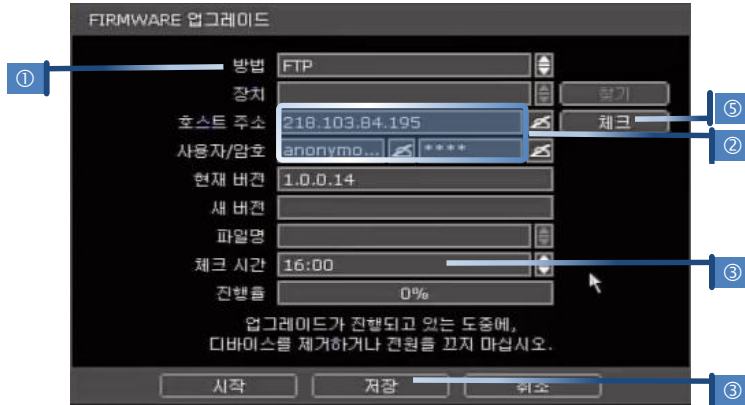 FIRMWARE 업그레이드
① 방법 FTP
장치 찾기
호스트 주소 218.103.84.195 체크 ⑤
사용자/암호 anonymo... **** ②
현재 버전 1.0.0.14
새 버전
파일명
체크 시간 16:00 ③
진행율 0%
업그레이드가 진행되고 있는 도중에,
디바이스를 제거하거나 전원을 끄지 마십시오.
시작 저장 취소 ③